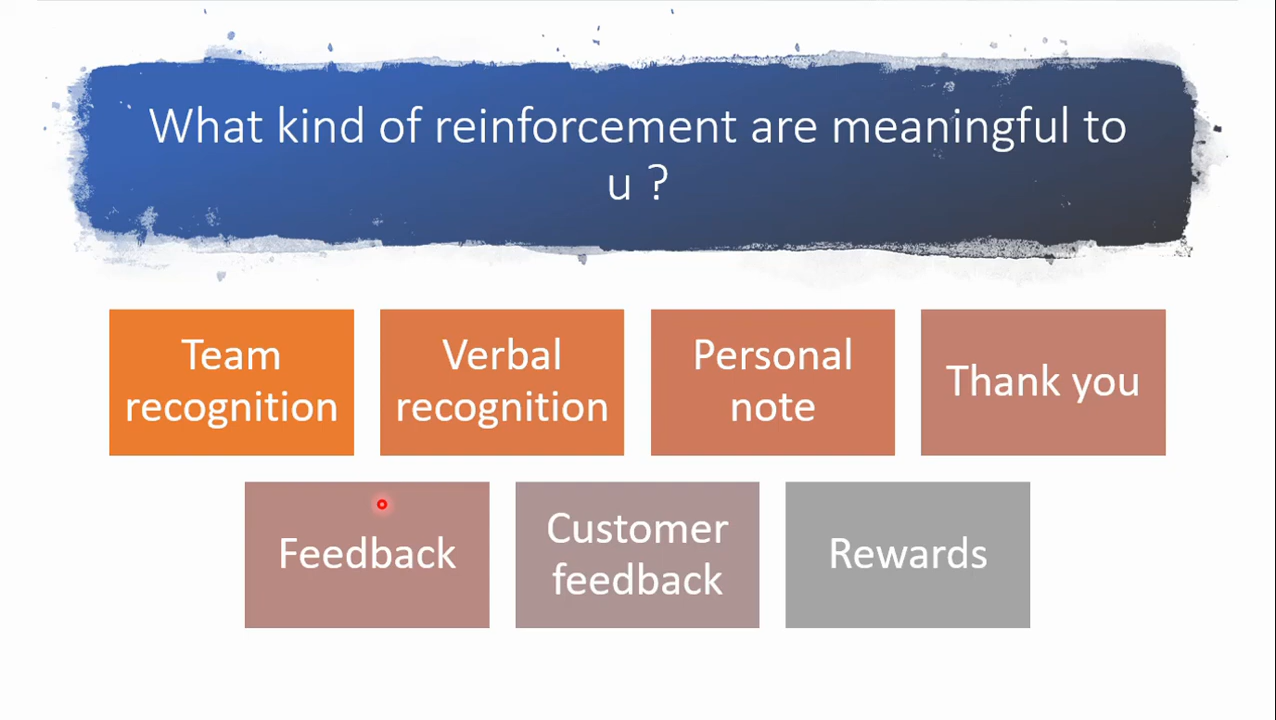 What kind of reinforcement are meaningful to
u ?
Team
recognition
Verbal
recognition
Personal
note
Thank you
Feedback
Customer
feedback
Rewards